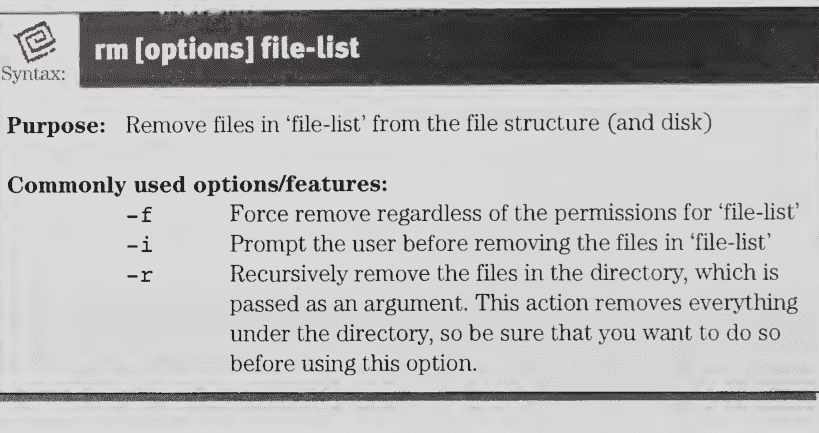 rm [options] file-list
Syntax:
Purpose: Remove files in ‘file-list’ from the file structure (and disk)
Commonly used options/features:
–f Force remove regardless of the permissions for ‘file-list’
–i Prompt the user before removing the files in ‘file-list’
–r Recursively remove the files in the directory, which is
passed as an argument. This action removes everything
under the directory, so be sure that you want to do so
before using this option.